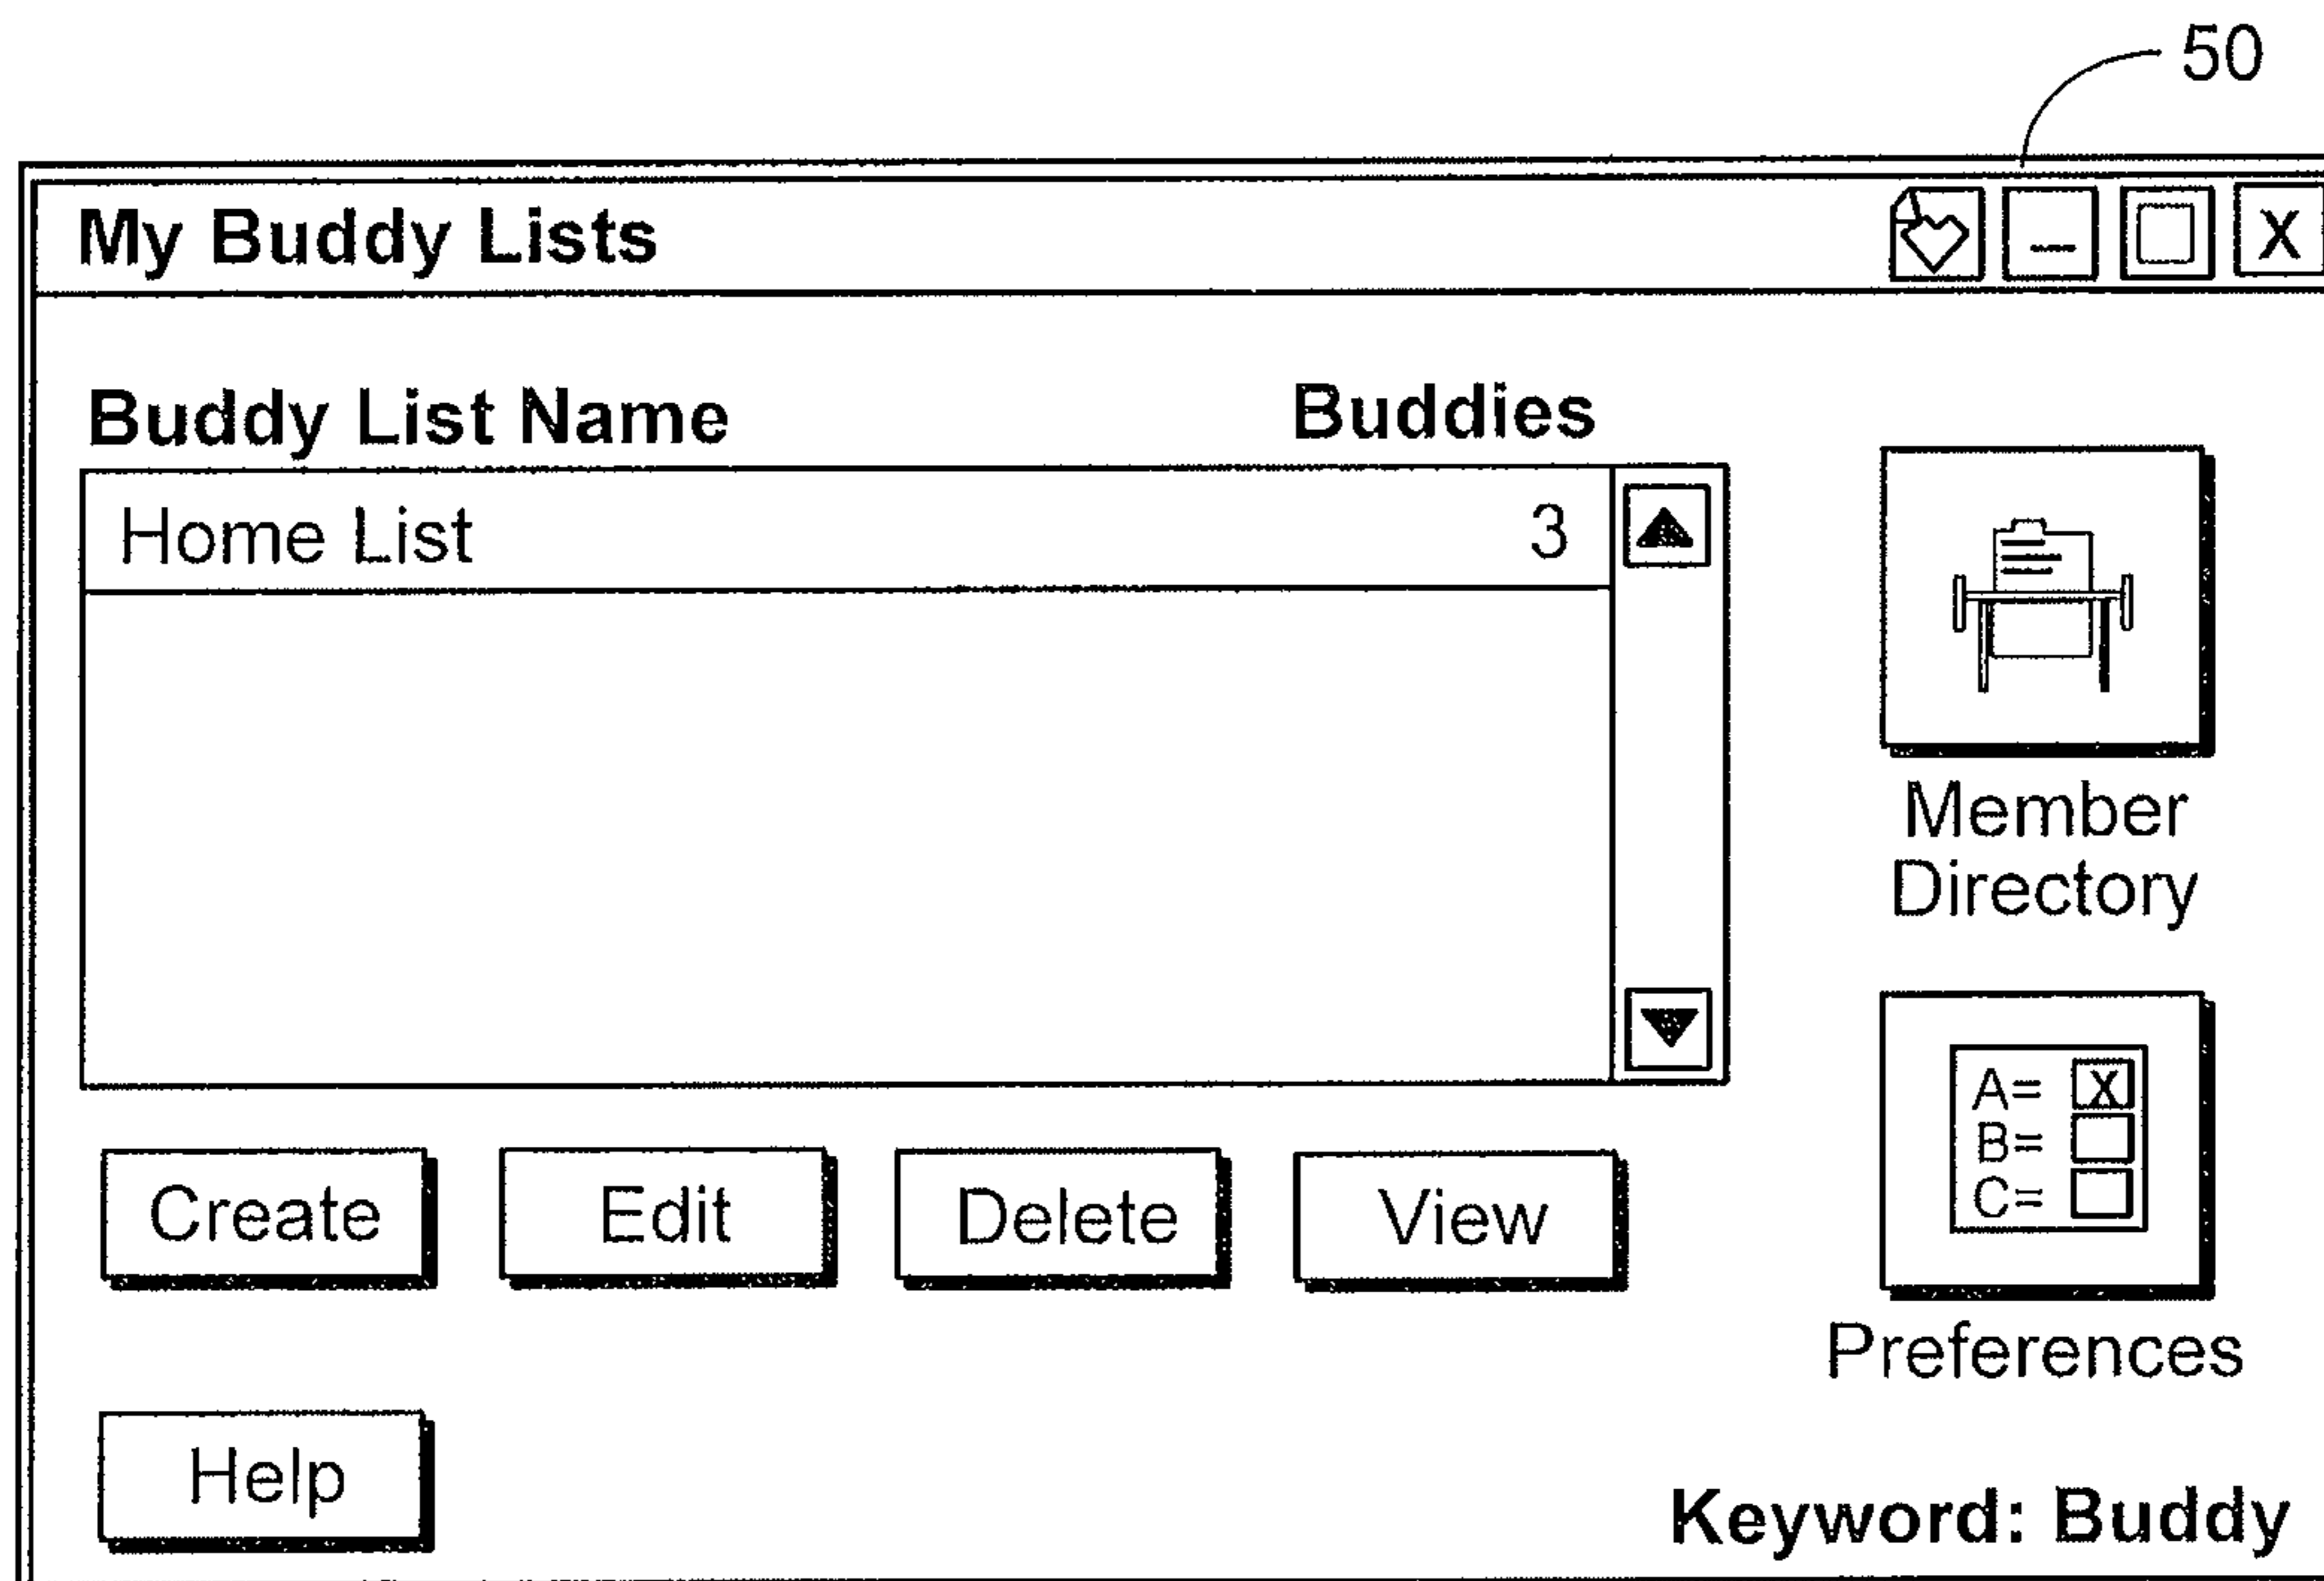 50
My Buddy Lists X
Buddy List Name Buddies
Home List 3
Member
Directory
A= X
B=
C=
Create Edit Delete View
Preferences
Help
Keyword: Buddy